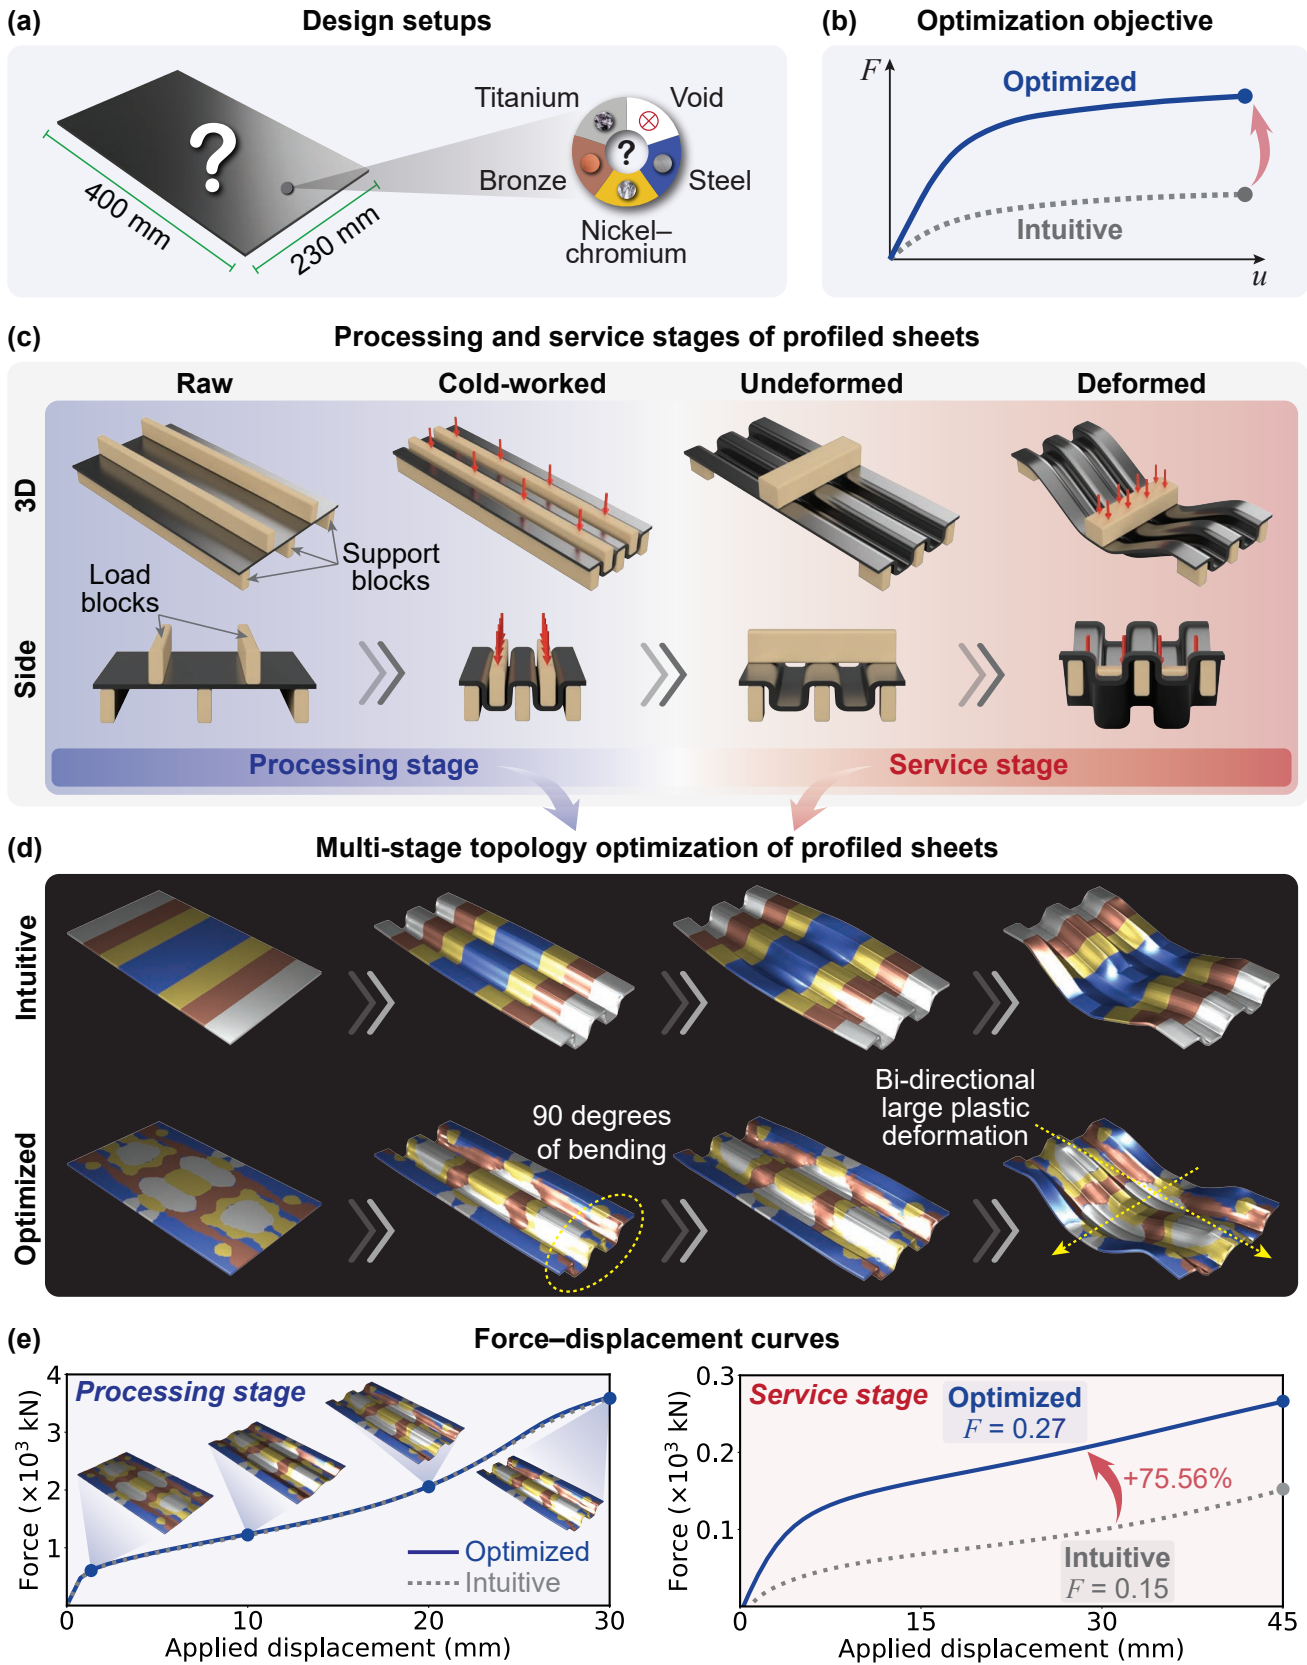 (a) Design setups
Titanium
Void
Bronze
Steel
Nickel–
chromium
?
?
400 mm
230 mm
(b) Optimization objective
F
Optimized
Intuitive
u
(c) Processing and service stages of profiled sheets
Raw
Cold-worked
Undeformed
Deformed
3D
Support
blocks
Load
blocks
Side
Processing stage
Service stage
(d) Multi-stage topology optimization of profiled sheets
Intuitive
90 degrees
of bending
Bi-directional
large plastic
deformation
Optimized
(e) Force–displacement curves
Processing stage
Force (×10³ kN)
4
3
2
1
0
10
20
30
Optimized
Intuitive
Applied displacement (mm)
Service stage
Force (×10³ kN)
0.3
0.2
0.1
0
15
30
45
Optimized
F = 0.27
+75.56%
Intuitive
F = 0.15
Applied displacement (mm)